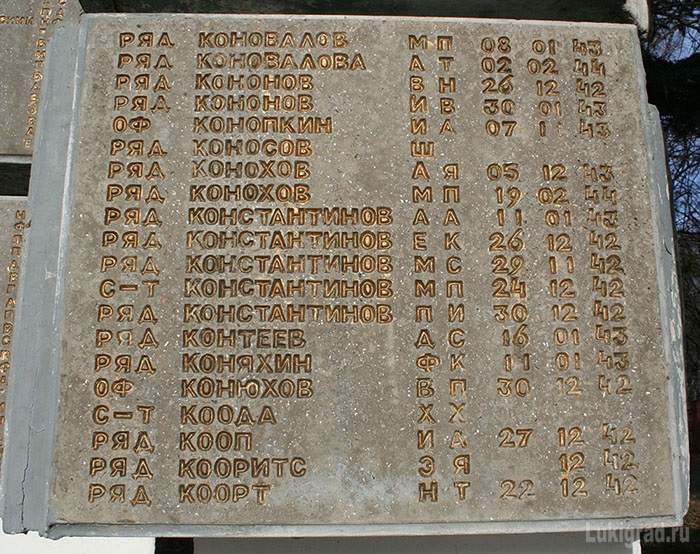 РЯД КОНОВАЛОВ М П 08 01 43
РЯД КОНОВАЛОВА А Т 02 02 44
РЯД КОНОНОВ В Н 26 12 42
РЯД КОНОНОВ И В 30 01 43
ОФ КОНОПКИН И А 07 11 43
РЯД КОНОСОВ Ш
РЯД КОНОХОВ А Я 05 12 43
РЯД КОНОХОВ М П 19 02 44
РЯД КОНСТАНТИНОВ А А 11 01 43
РЯД КОНСТАНТИНОВ Е К 26 12 42
РЯД КОНСТАНТИНОВ М С 29 11 42
С-Т КОНСТАНТИНОВ М П 24 12 42
РЯД КОНСТАНТИНОВ П И 30 12 42
РЯД КОНТЕЕВ Д С 16 01 43
РЯД КОНЯХИН Ф К 11 01 43
ОФ КОНЮХОВ В П 30 12 42
С-Т КООДА Х Х
РЯД КООП И А 27 12 42
РЯД КООРИТС Э Я 12 42
РЯД КООРТ Н Т 22 12 42
Lukigrad.ru